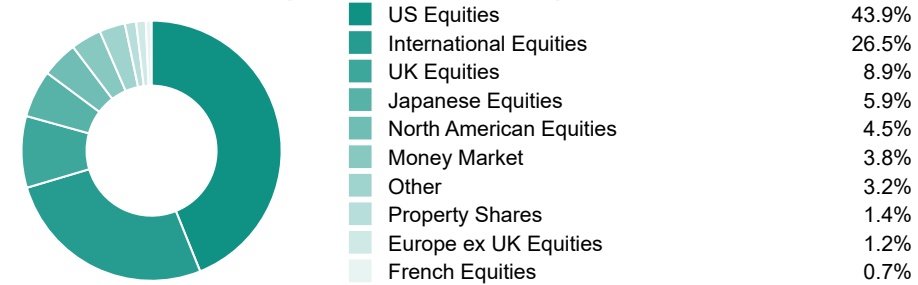 US Equities 43.9%
International Equities 26.5%
UK Equities 8.9%
Japanese Equities 5.9%
North American Equities 4.5%
Money Market 3.8%
Other 3.2%
Property Shares 1.4%
Europe ex UK Equities 1.2%
French Equities 0.7%